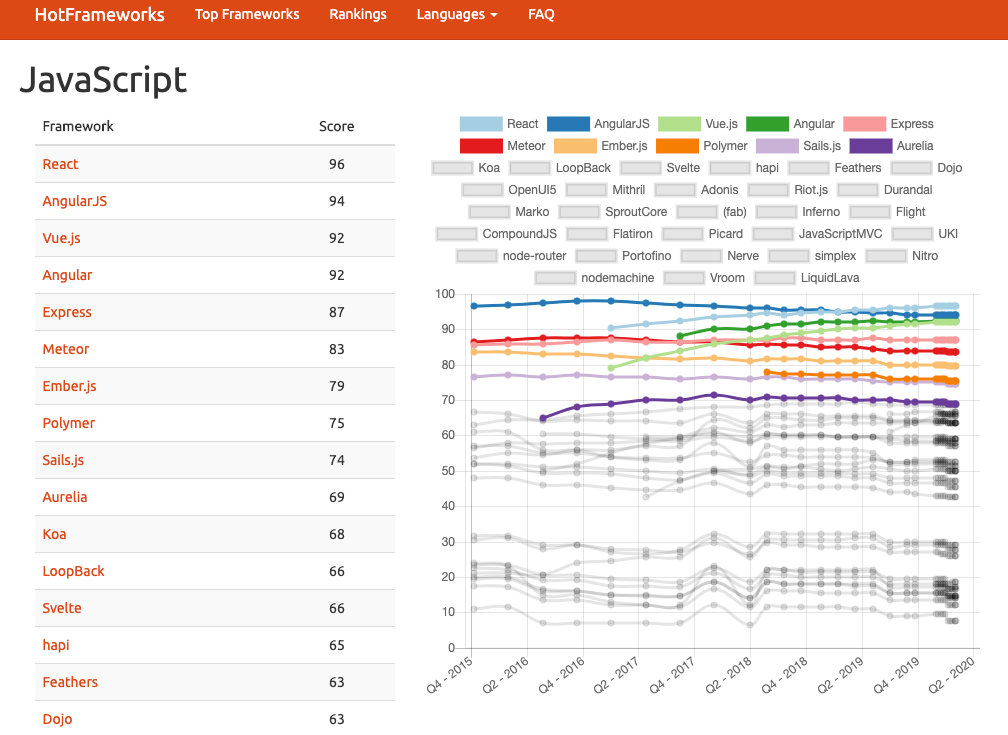 HotFrameworks Top Frameworks Rankings Languages FAQ
JavaScript
Framework Score
React 96
AngularJS 94
Vue.js 92
Angular 92
Express 87
Meteor 83
Ember.js 79
Polymer 75
Sails.js 74
Aurelia 69
Koa 68
LoopBack 66
Svelte 66
hapi 65
Feathers 63
Dojo 63
React AngularJS Vue.js Angular Express
Meteor Ember.js Polymer Sails.js Aurelia
Koa LoopBack Svelte hapi Feathers Dojo
OpenUI5 Mithril Adonis Riot.js Durandal
Marko SproutCore (fab) Inferno Flight
CompoundJS Flatiron Picard JavaScriptMVC UKI
node-router Portofino Nerve simplex Nitro
nodemachine Vroom LiquidLava
100
90
80
70
60
50
40
30
20
10
0
Q4 - 2015 Q2 - 2016 Q4 - 2016 Q2 - 2017 Q4 - 2017 Q2 - 2018 Q4 - 2018 Q2 - 2019 Q4 - 2019 Q2 - 2020